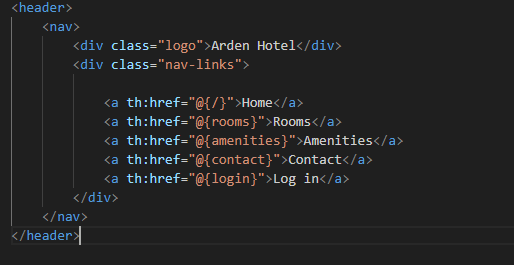 <header>
<nav>
<div class="logo">Arden Hotel</div>
<div class="nav-links">
<a th:href="@{/}">Home</a>
<a th:href="@{rooms}">Rooms</a>
<a th:href="@{amenities}">Amenities</a>
<a th:href="@{contact}">Contact</a>
<a th:href="@{login}">Log in</a>
</div>
</nav>
</header>